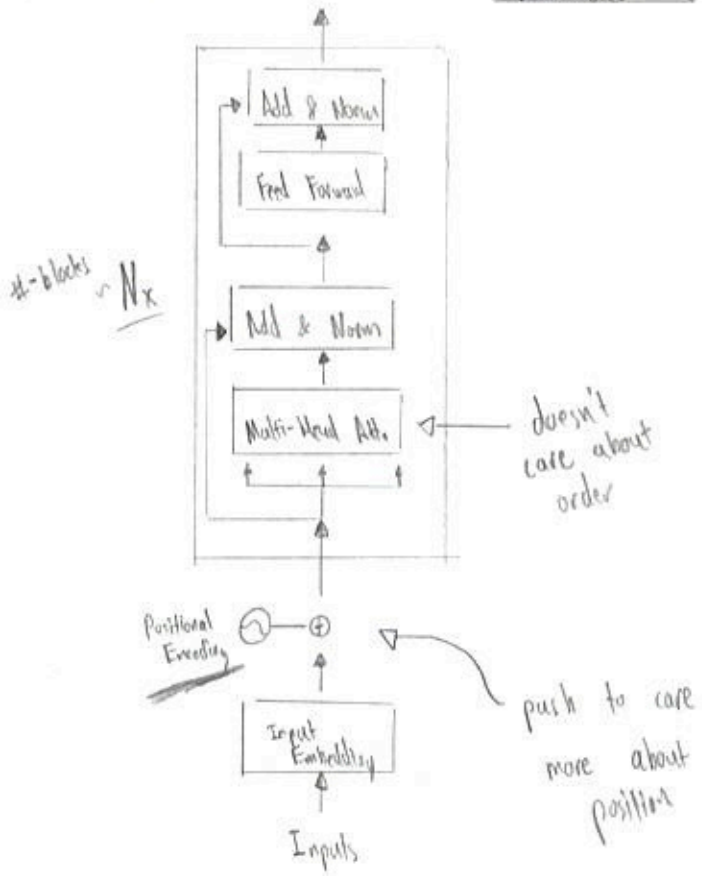 Add & Norm
Feed Forward
#-blocks ~ Nx
Add & Norm
Multi-Head Att.
doesn't
care about
order
Positional
Encoding
push to care
more about
position
Input
Embedding
Inputs